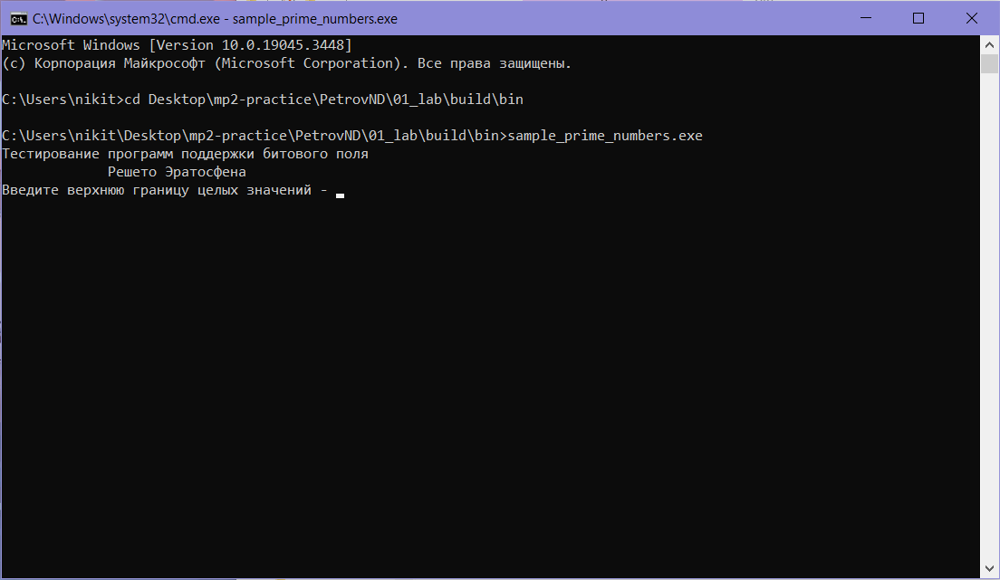 C:\Windows\system32\cmd.exe - sample_prime_numbers.exe
Microsoft Windows [Version 10.0.19045.3448]
(c) Корпорация Майкрософт (Microsoft Corporation). Все права защищены.
C:\Users\nikit>cd Desktop\mp2-practice\PetrovND\01_lab\build\bin
C:\Users\nikit\Desktop\mp2-practice\PetrovND\01_lab\build\bin>sample_prime_numbers.exe
Тестирование программ поддержки битового поля
Решето Эратосфена
Введите верхнюю границу целых значений -